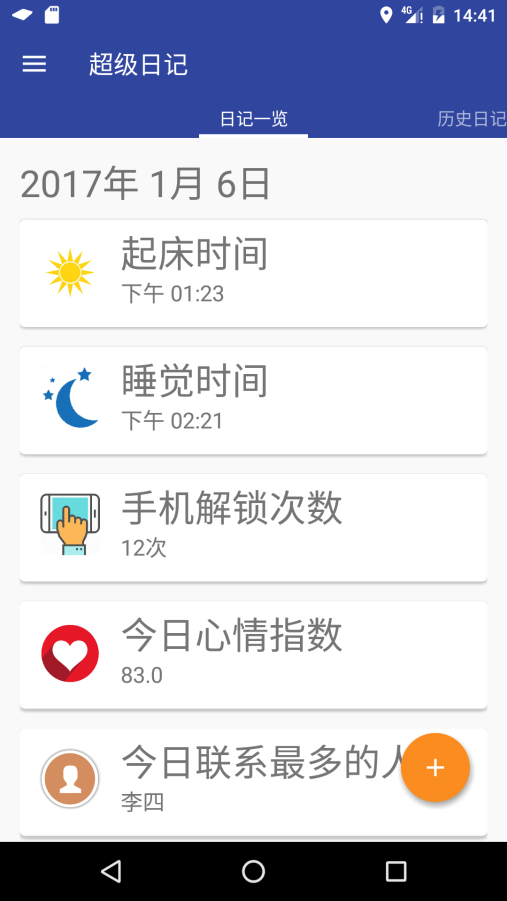 4G
14:41
超级日记
日记一览
历史日记
2017年 1月 6日
起床时间
下午 01:23
睡觉时间
下午 02:21
手机解锁次数
12次
今日心情指数
83.0
今日联系最多的人
李四